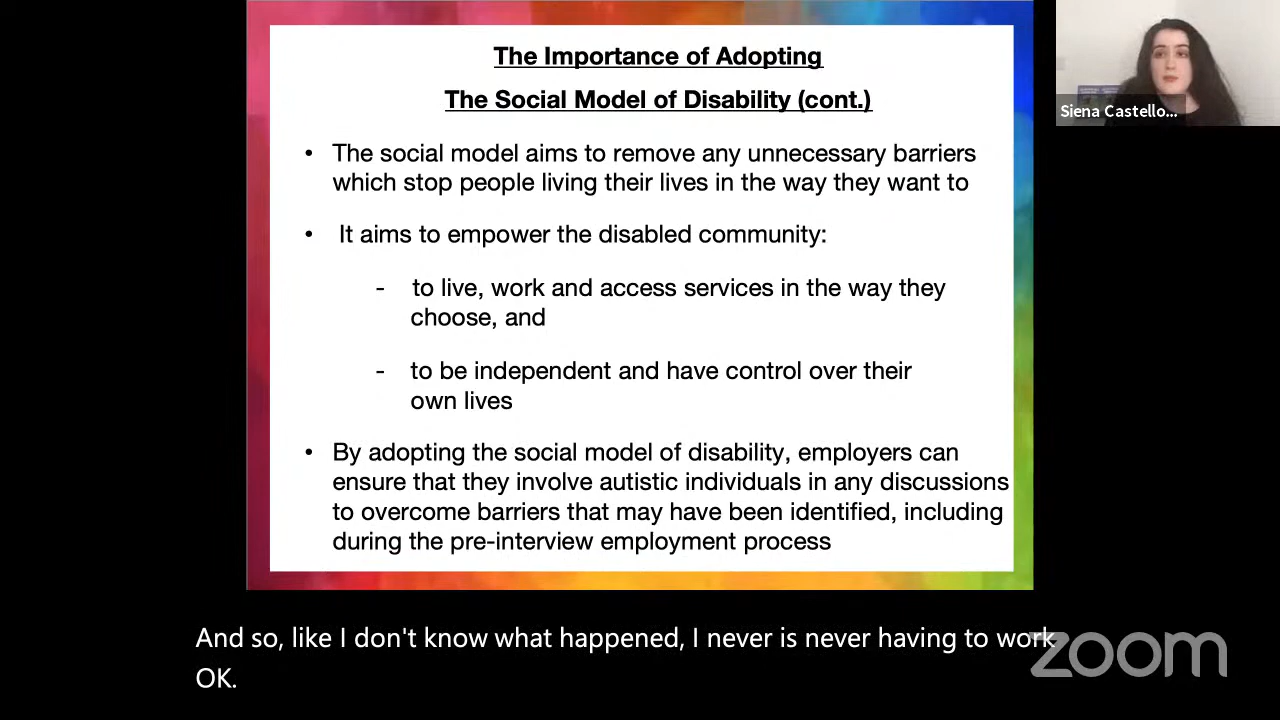 The Importance of Adopting
The Social Model of Disability (cont.)
• The social model aims to remove any unnecessary barriers
which stop people living their lives in the way they want to
• It aims to empower the disabled community:
- to live, work and access services in the way they
choose, and
- to be independent and have control over their
own lives
• By adopting the social model of disability, employers can
ensure that they involve autistic individuals in any discussions
to overcome barriers that may have been identified, including
during the pre-interview employment process
Siena Castello...
And so, like I don't know what happened, I never is never having to work
OK.
zoom